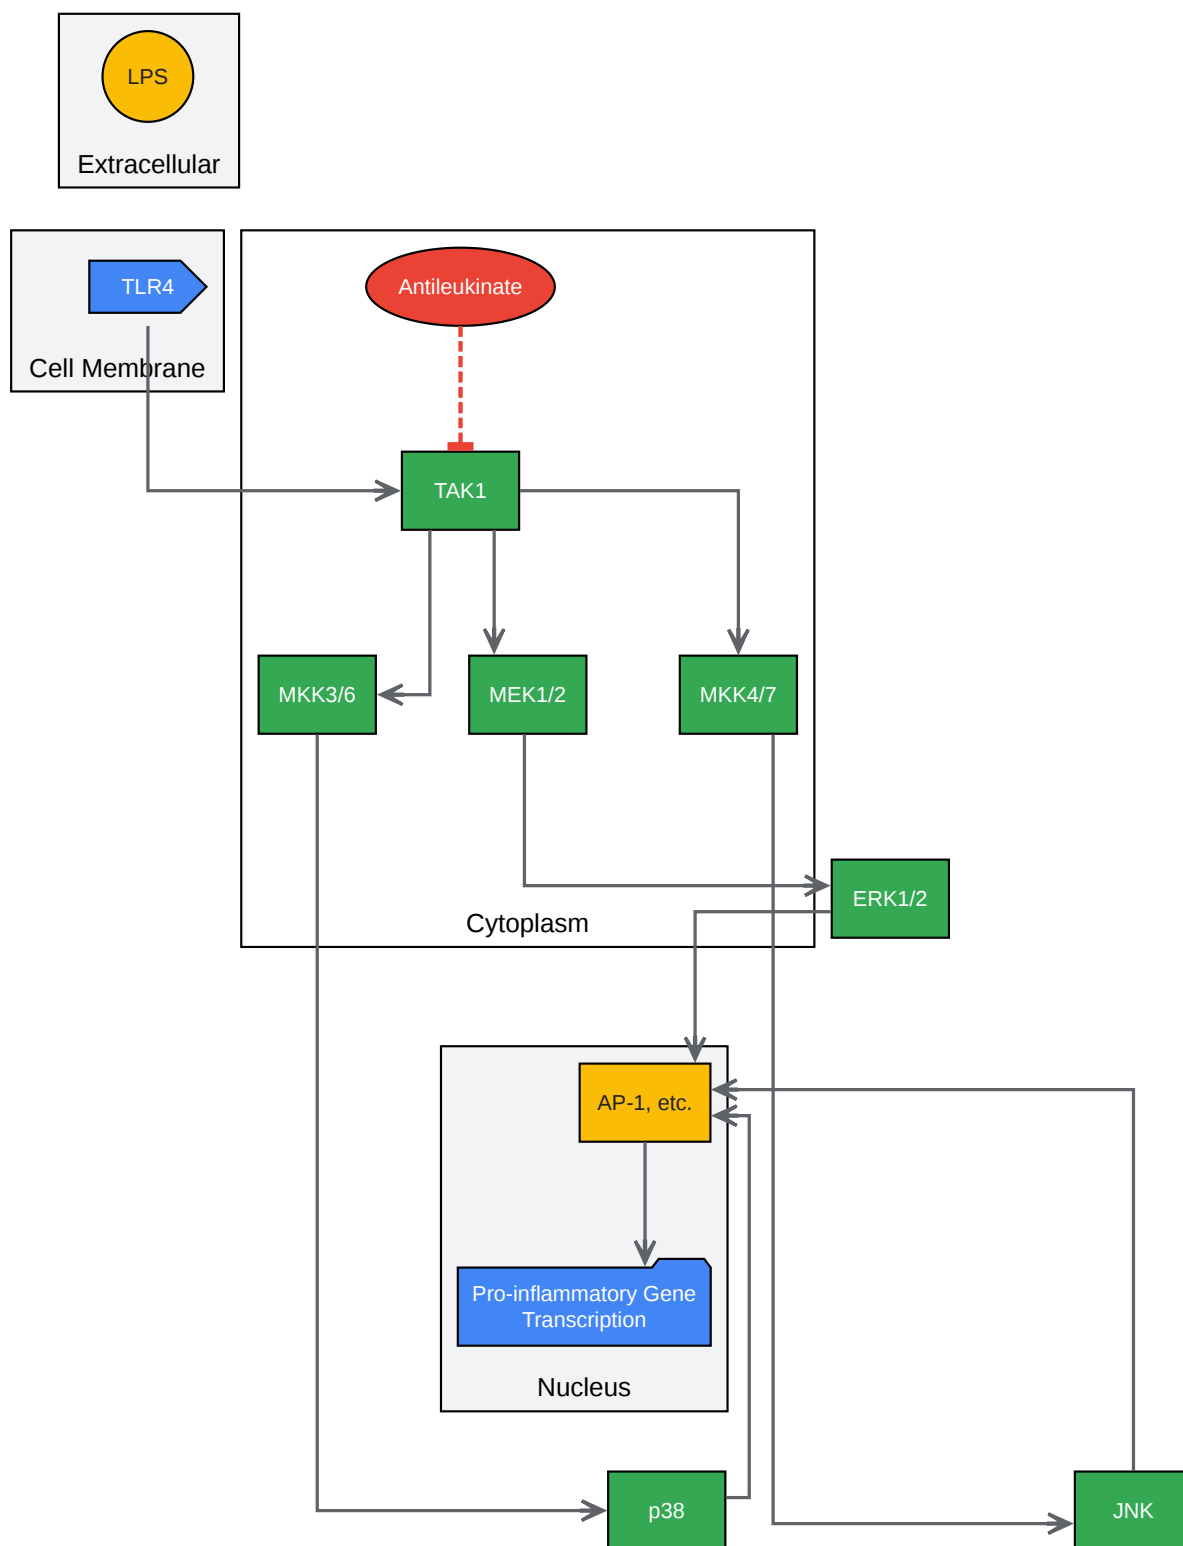 LPS
Extracellular
TLR4
Cell Membrane
Antileukinate
TAK1
MKK3/6
MEK1/2
MKK4/7
ERK1/2
Cytoplasm
AP-1, etc.
Pro-inflammatory Gene
Transcription
Nucleus
p38
JNK